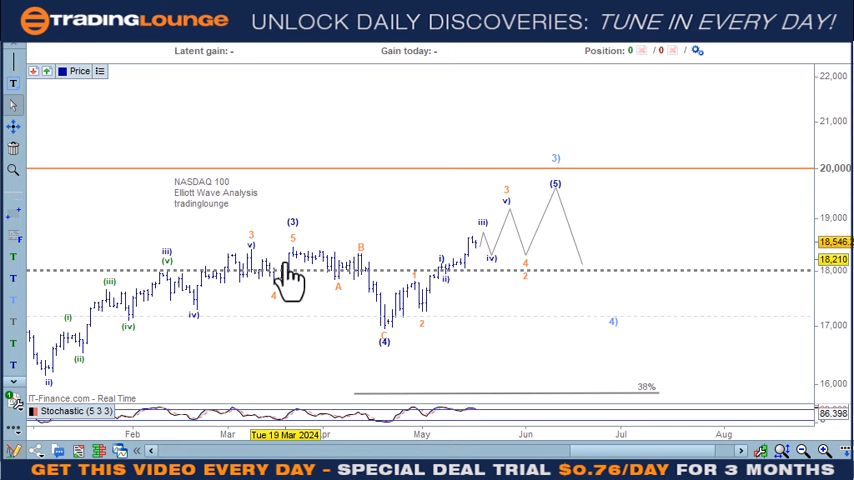 TRADINGLOUNGE UNLOCK DAILY DISCOVERIES: TUNE IN EVERY DAY!
Latent gain: - Gain today: - Position: 0 / 0
Price
22,000
21,000
20,000
19,000
18,546.
18,210
18,000
17,000
16,000
NASDAQ 100
Elliott Wave Analysis
tradinglounge
3)
(5)
3
v)
iii)
iv)
4
2
3
v)
(3)
5
4
B
A
C
(4)
1
2
i)
ii)
iii)
(v)
iv)
(iii)
(iv)
(i)
(ii)
ii)
4)
38%
IT-Finance.com - Real Time
Stochastic (5 3 3)
86.398
Feb Mar Tue 19 Mar 2024 pr May Jun Jul Aug
GET THIS VIDEO EVERY DAY - SPECIAL DEAL TRIAL $0.76/DAY FOR 3 MONTHS